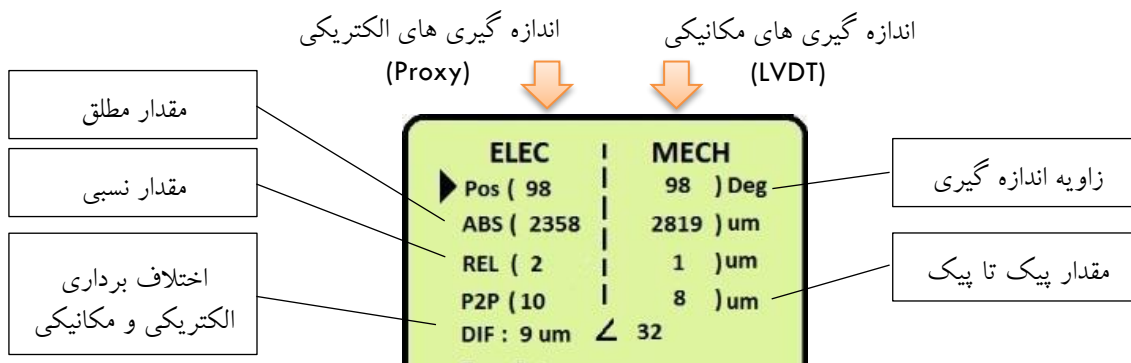 اندازه گیری های الکتریکی
(Proxy)
اندازه گیری های مکانیکی
(LVDT)
مقدار مطلق
مقدار نسبی
اختلاف برداری
الکتریکی و مکانیکی
ELEC MECH
Pos ( 98 98 ) Deg
ABS ( 2358 2819 ) um
REL ( 2 1 ) um
P2P ( 10 8 ) um
DIF : 9 um ∠ 32
زاویه اندازه گیری
مقدار پیک تا پیک